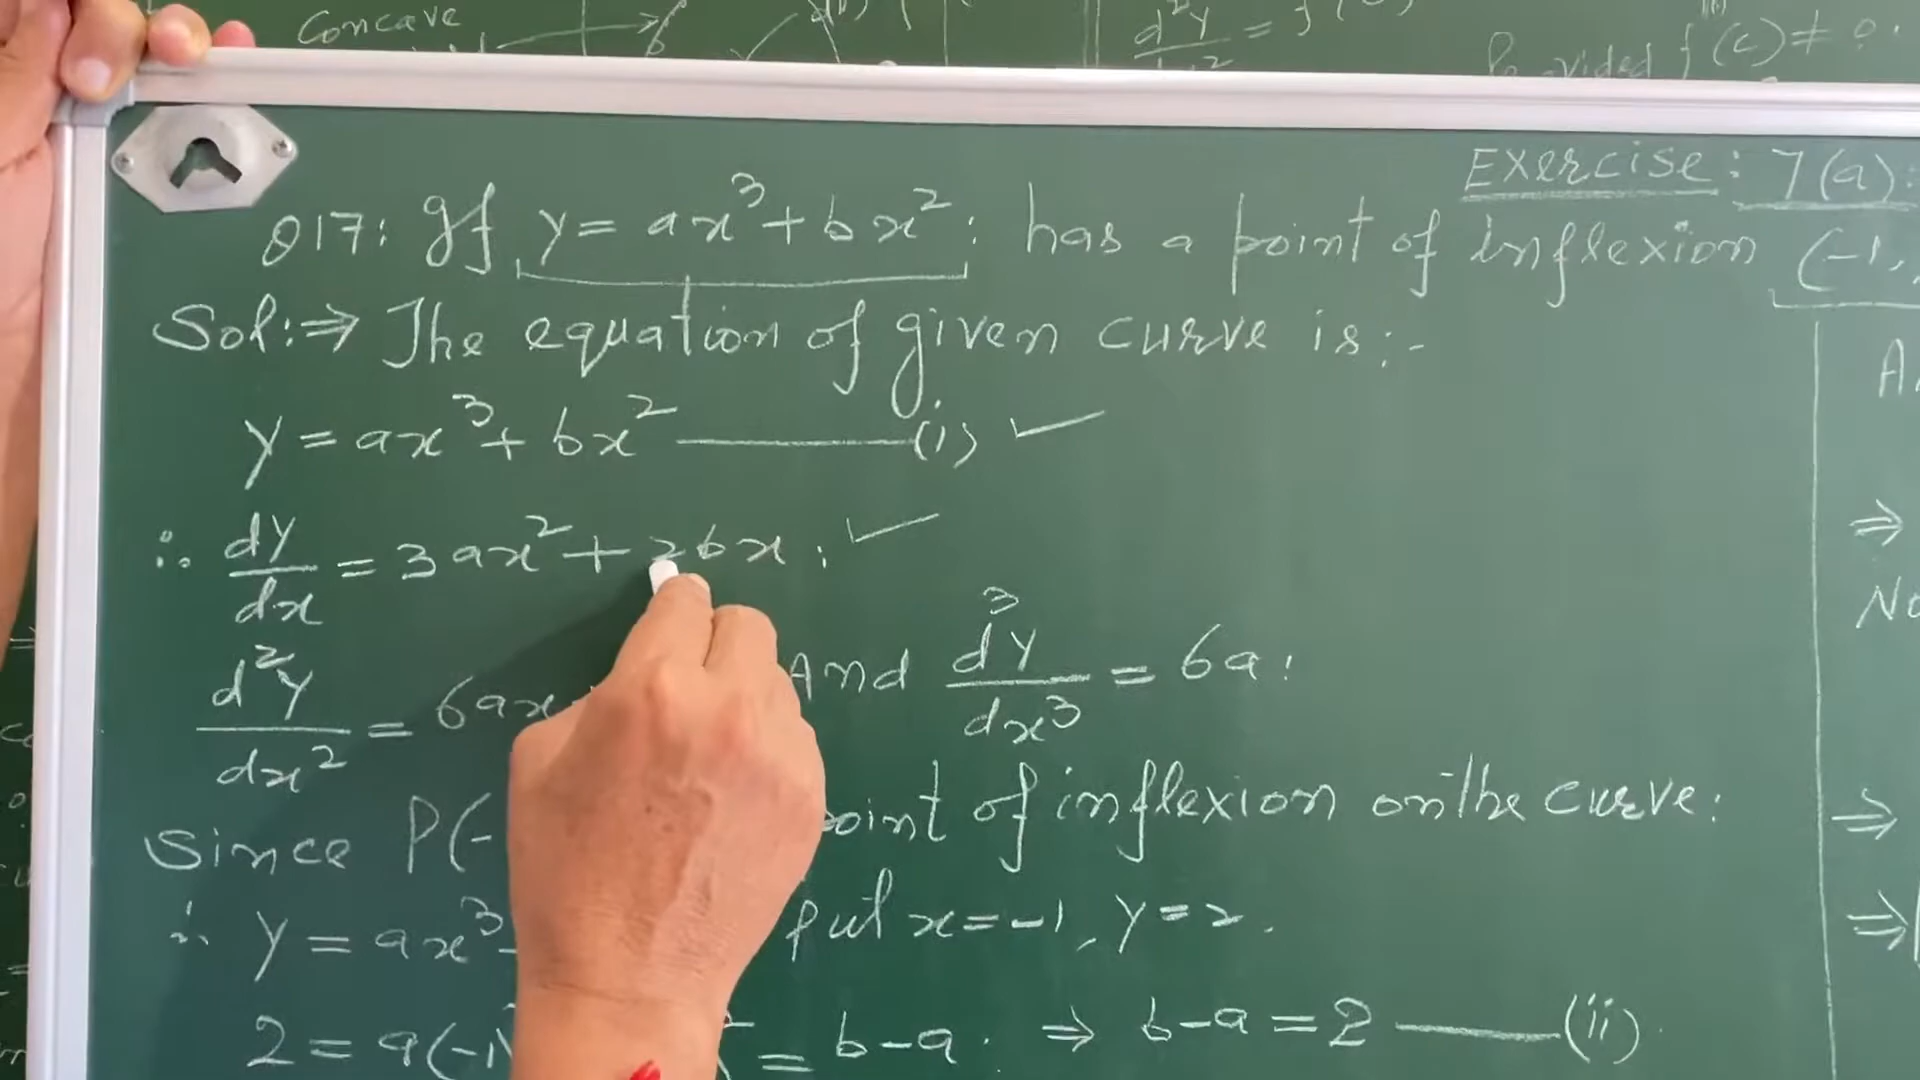 Concave
d²y = f
Provided f'''(c) ≠ 0.
Exercise: 7(a):
Q17: If y = ax³ + bx²: has a point of inflexion (-1,
Sol: ⇒ The equation of given curve is:-
y = ax³ + bx² ——— (i) ✓
∴ dy/dx = 3ax² + 2bx: ✓
d²y/dx² = 6ax And d³y/dx³ = 6a:
Since P(- point of inflexion on the curve:
∴ y = ax³ put x = -1, y = 2.
2 = a(-1) = b-a. ⇒ b-a = 2 ——— (ii).
⇒
⇒
⇒